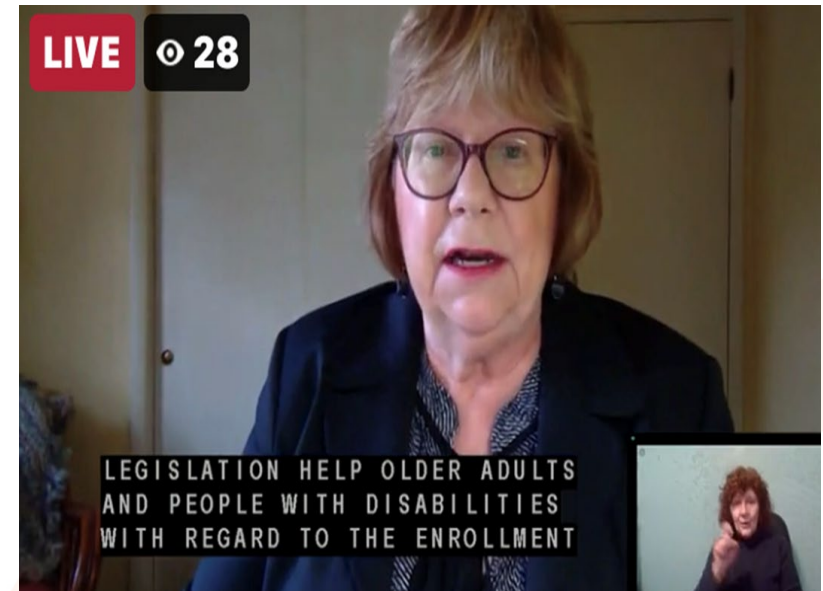 LIVE 28
LEGISLATION HELP OLDER ADULTS
AND PEOPLE WITH DISABILITIES
WITH REGARD TO THE ENROLLMENT